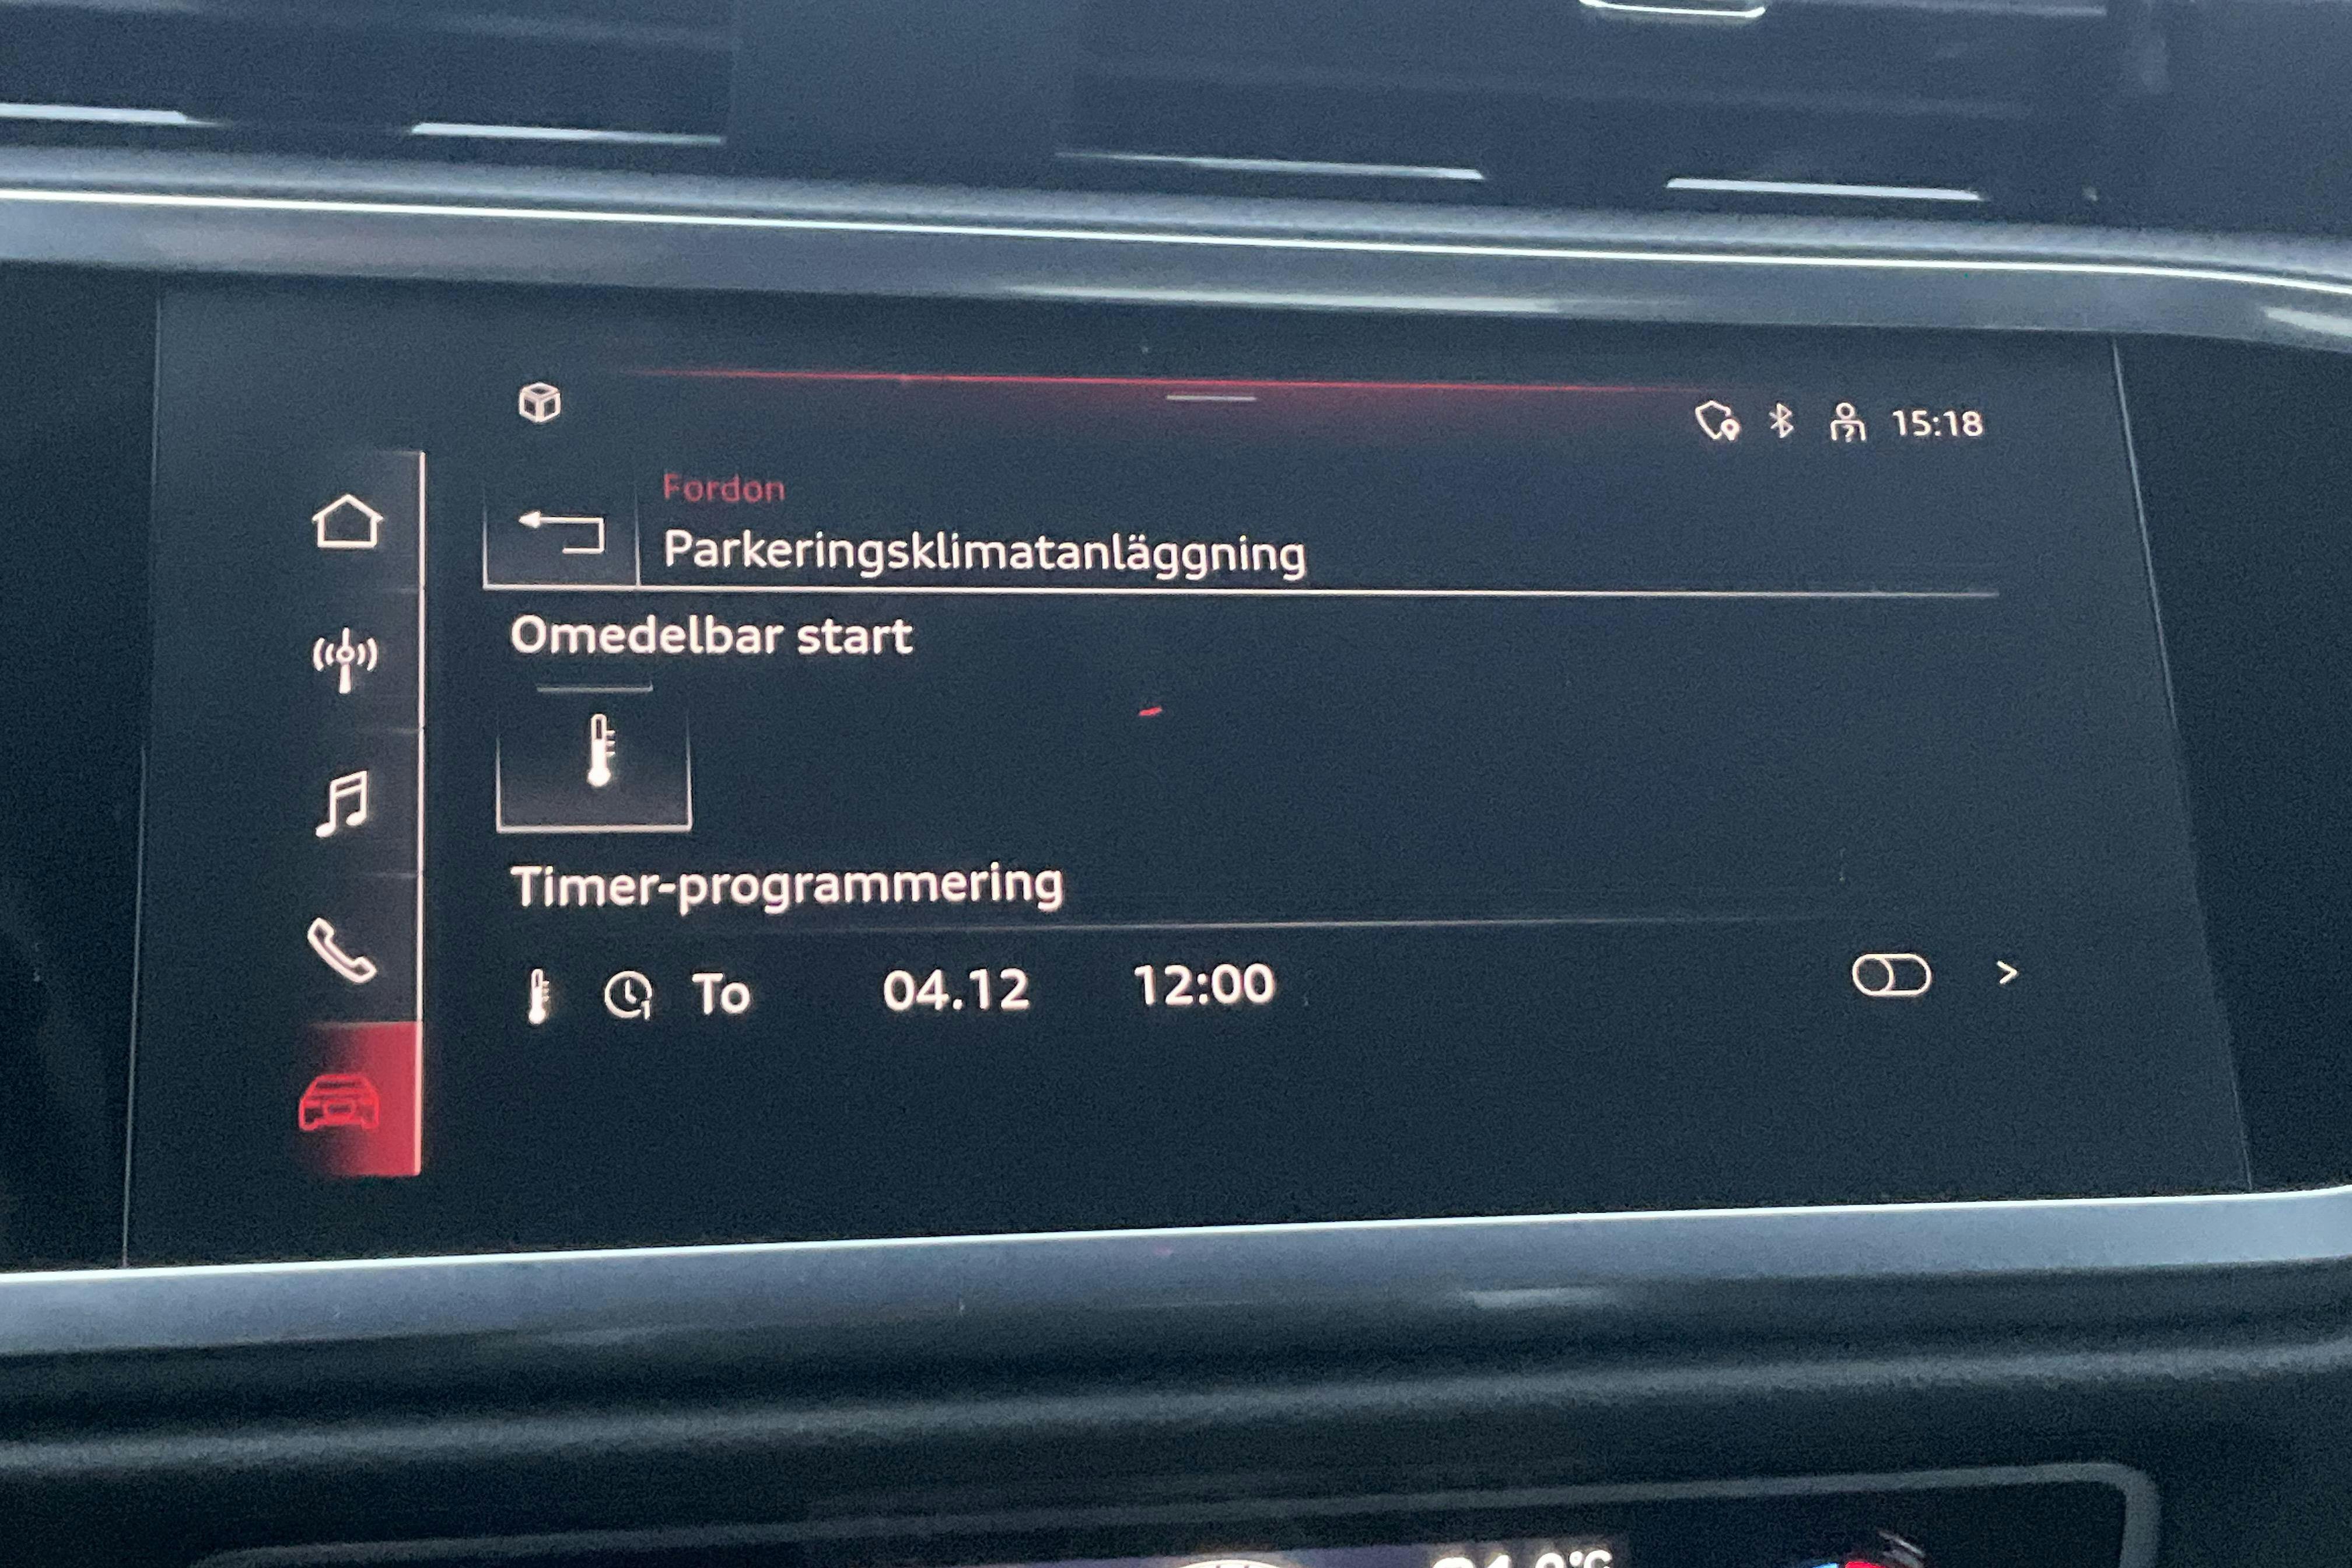 15:18
Fordon
Parkeringsklimatanläggning
Omedelbar start
Timer-programmering
To 04.12 12:00